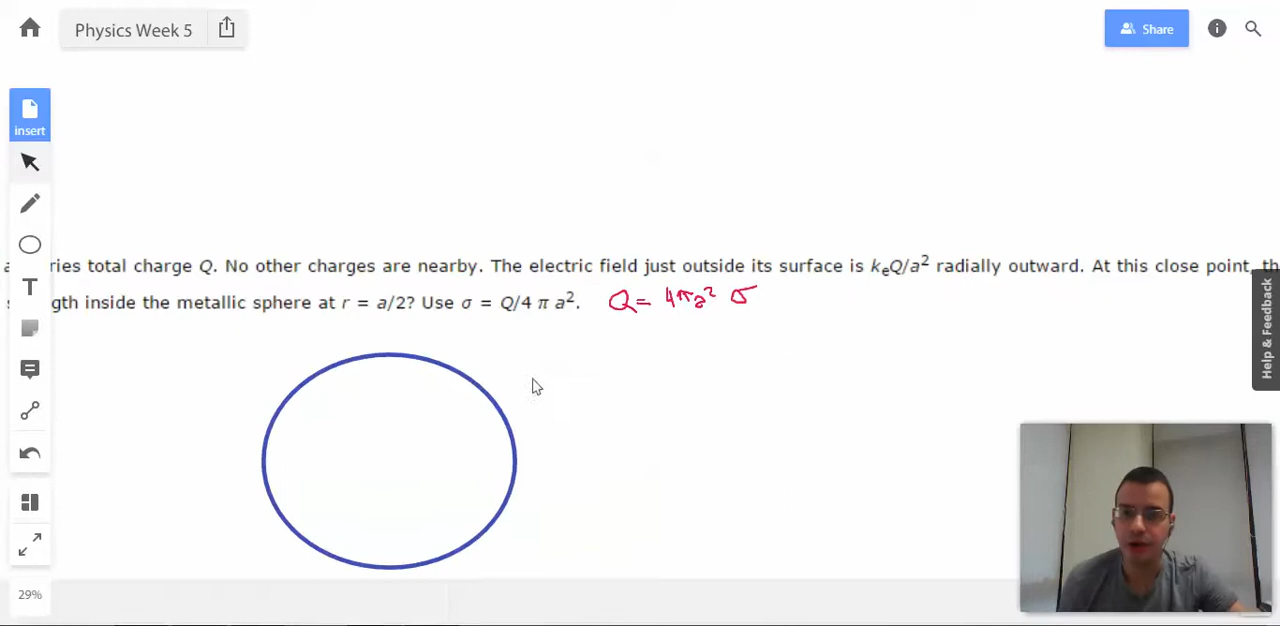 Physics Week 5
Share
insert
ries total charge Q. No other charges are nearby. The electric field just outside its surface is kₑQ/a² radially outward. At this close point, th
ngth inside the metallic sphere at r = a/2? Use σ = Q/4 π a². Q= 4πa² σ
T
Help & Feedback
29%